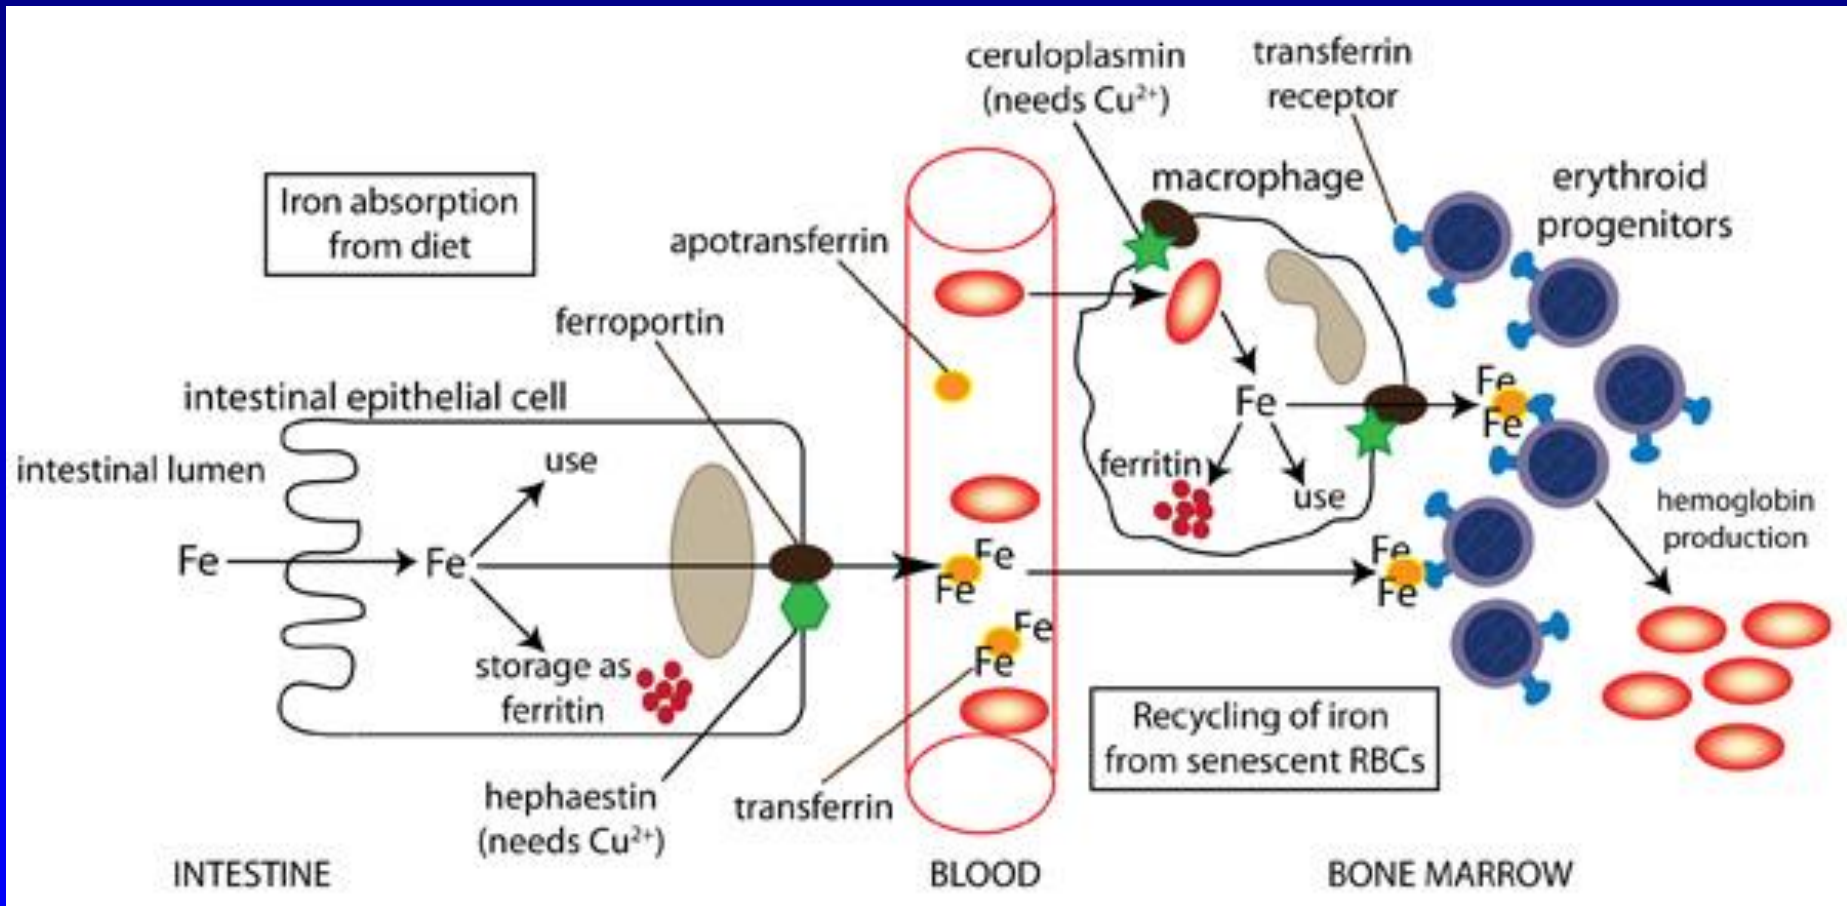 ceruloplasmin
(needs Cu²⁺)
transferrin
receptor
macrophage
erythroid
progenitors
Iron absorption
from diet
apotransferrin
ferroportin
intestinal epithelial cell
intestinal lumen
use
Fe
Fe
storage as
ferritin
hephaestin
(needs Cu²⁺)
transferrin
Fe
Fe
Fe
Fe
Fe
ferritin
use
Fe
Fe
Fe
Fe
hemoglobin
production
Recycling of iron
from senescent RBCs
INTESTINE
BLOOD
BONE MARROW